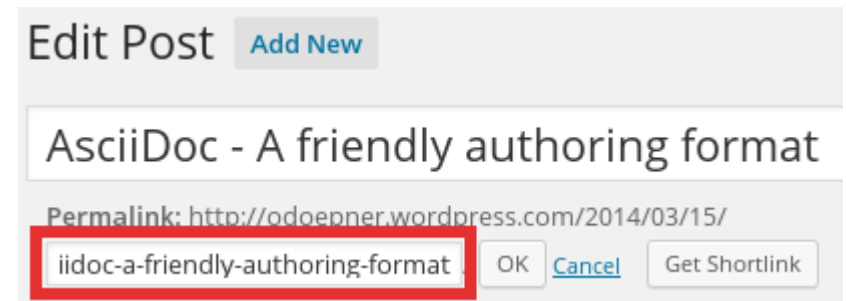 Edit Post Add New
AsciiDoc - A friendly authoring format
Permalink: http://odoepner.wordpress.com/2014/03/15/
iidoc-a-friendly-authoring-format / OK Cancel Get Shortlink